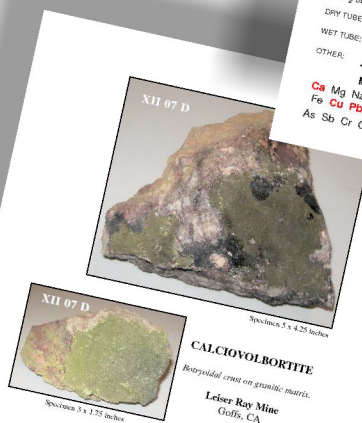 DRY TUBE
WET TUBE:
OTHER:
Ca Mg Na
Fe Cu Pb
As Sb Cr
XII 07 D
Specimen 5 x 4.25 inches
XII 07 D
Specimen 3 x 1.75 inches
CALCIOVOLBORTITE
Botryoidal crust on granitic matrix.
Leiser Ray Mine
Goffs, CA